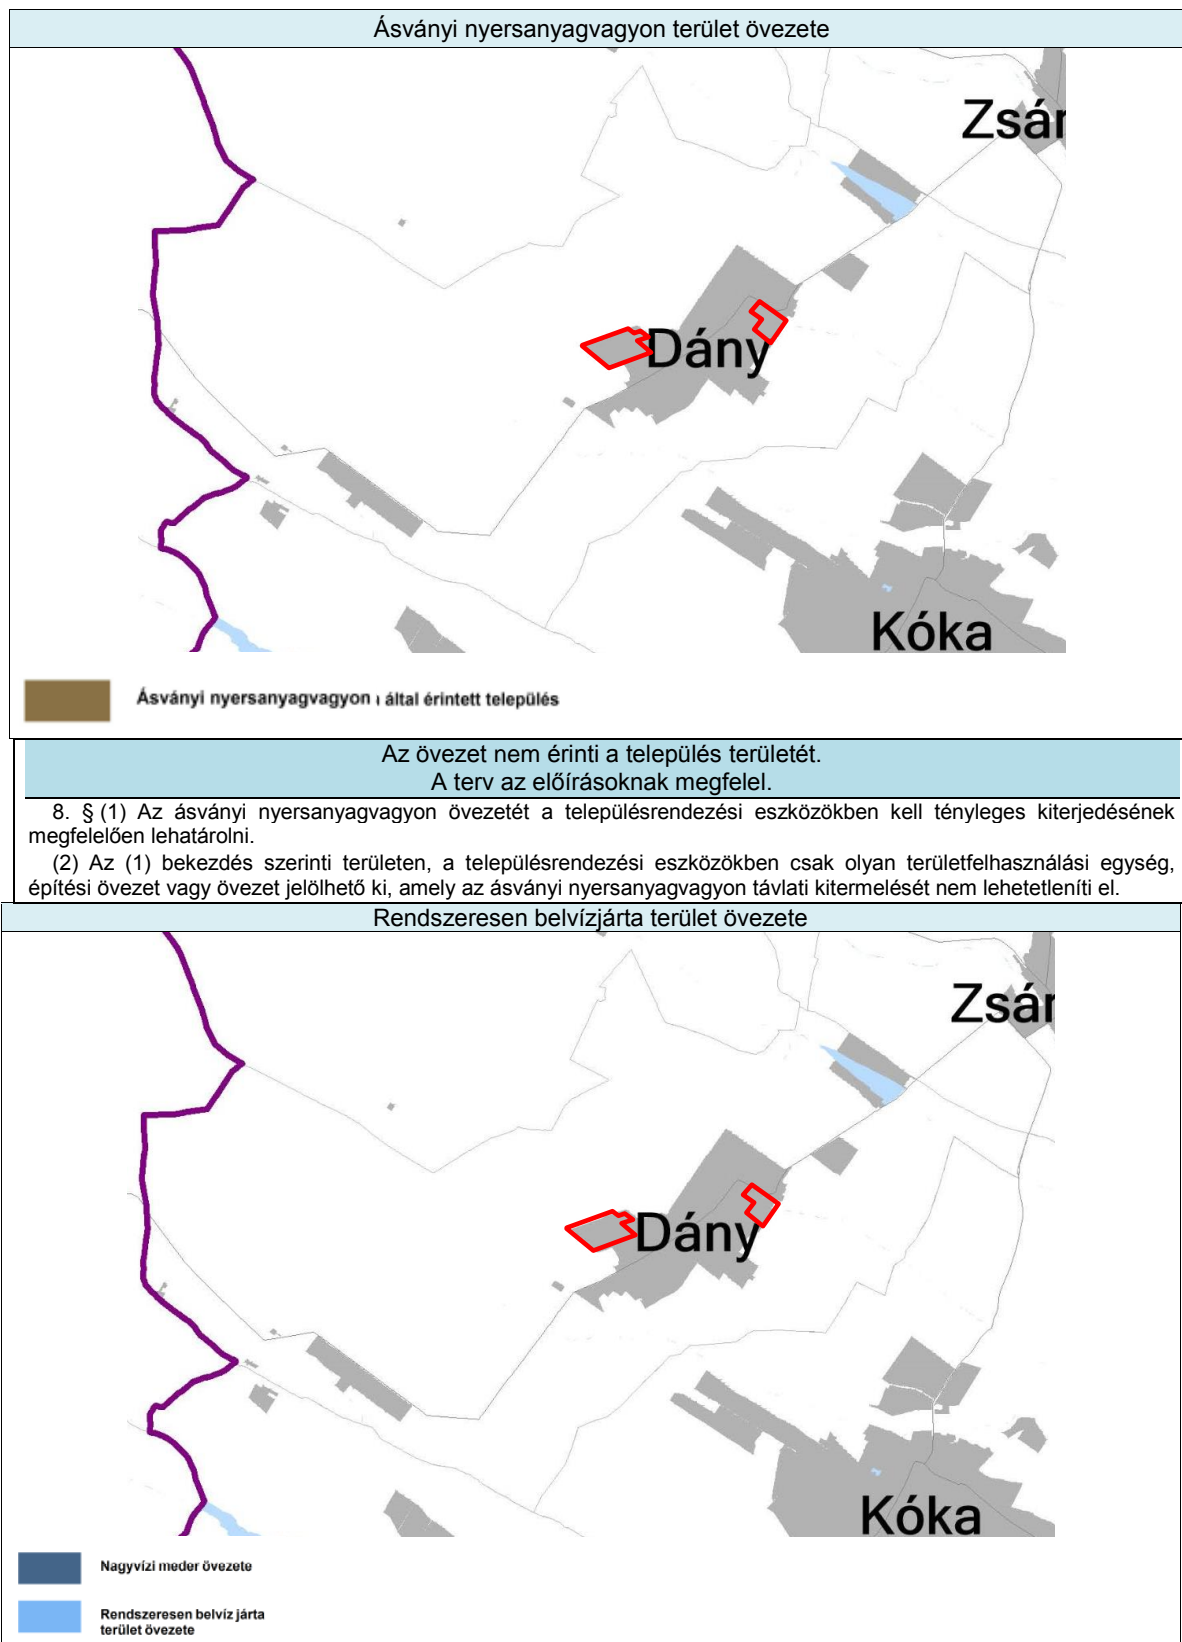 Ásványi nyersanyagvagyon terület övezete
Zsár
Dány
Kóka
Ásványi nyersanyagvagyon által érintett település
Az övezet nem érinti a település területét.
A terv az előírásoknak megfelel.
8. § (1) Az ásványi nyersanyagvagyon övezetét a településrendezési eszközökben kell tényleges kiterjedésének
megfelelően lehatárolni.
(2) Az (1) bekezdés szerinti területen, a településrendezési eszközökben csak olyan területfelhasználási egység,
építési övezet vagy övezet jelölhető ki, amely az ásványi nyersanyagvagyon távlati kitermelését nem lehetetleníti el.
Rendszeresen belvízjárta terület övezete
Zsár
Dány
Kóka
Nagyvízi meder övezete
Rendszeresen belvíz járta
terület övezete